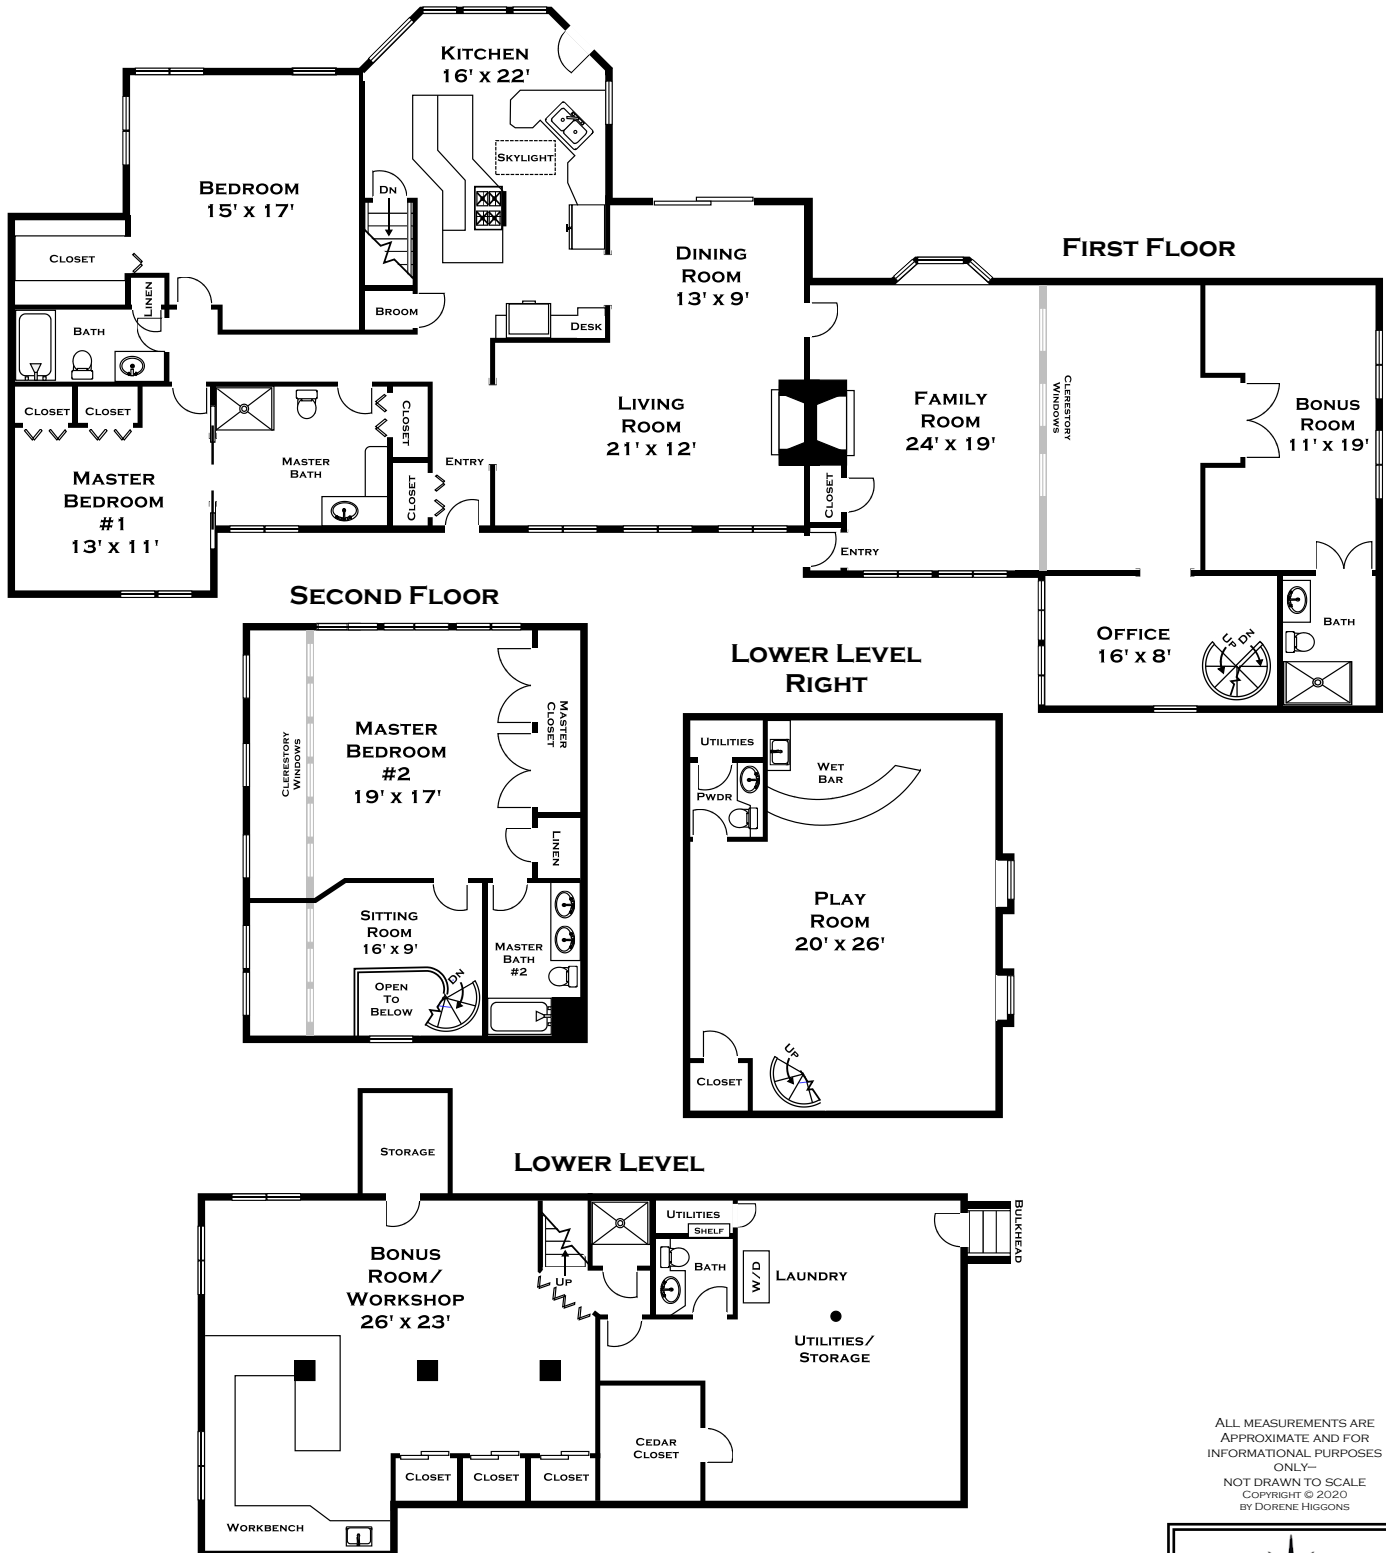 KITCHEN
16' X 22'
BEDROOM
15' X 17'
DN
SKYLIGHT
CLOSET
LINEN
BROOM
DESK
BATH
DINING
ROOM
13' X 9'
FIRST FLOOR
CLOSET
CLOSET
MASTER
BEDROOM
#1
13' X 11'
MASTER
BATH
CLOSET
CLOSET
ENTRY
LIVING
ROOM
21' X 12'
FAMILY
ROOM
24' X 19'
CLERESTORY
WINDOWS
BONUS
ROOM
11' X 19'
CLOSET
ENTRY
OFFICE
16' X 8'
UP
DN
BATH
SECOND FLOOR
MASTER
BEDROOM
#2
19' X 17'
CLERESTORY
WINDOWS
MASTER
CLOSET
LINEN
SITTING
ROOM
16' X 9'
OPEN
TO
BELOW
DN
MASTER
BATH
#2
LOWER LEVEL
RIGHT
UTILITIES
PWDR
WET
BAR
PLAY
ROOM
20' X 26'
CLOSET
UP
LOWER LEVEL
STORAGE
BONUS
ROOM/
WORKSHOP
26' X 23'
UP
UTILITIES
SHELF
BATH
W/D
LAUNDRY
UTILITIES/
STORAGE
BULKHEAD
CEDAR
CLOSET
CLOSET
CLOSET
CLOSET
WORKBENCH
ALL MEASUREMENTS ARE
APPROXIMATE AND FOR
INFORMATIONAL PURPOSES
ONLY—
NOT DRAWN TO SCALE
COPYRIGHT © 2020
BY DORENE HIGGONS